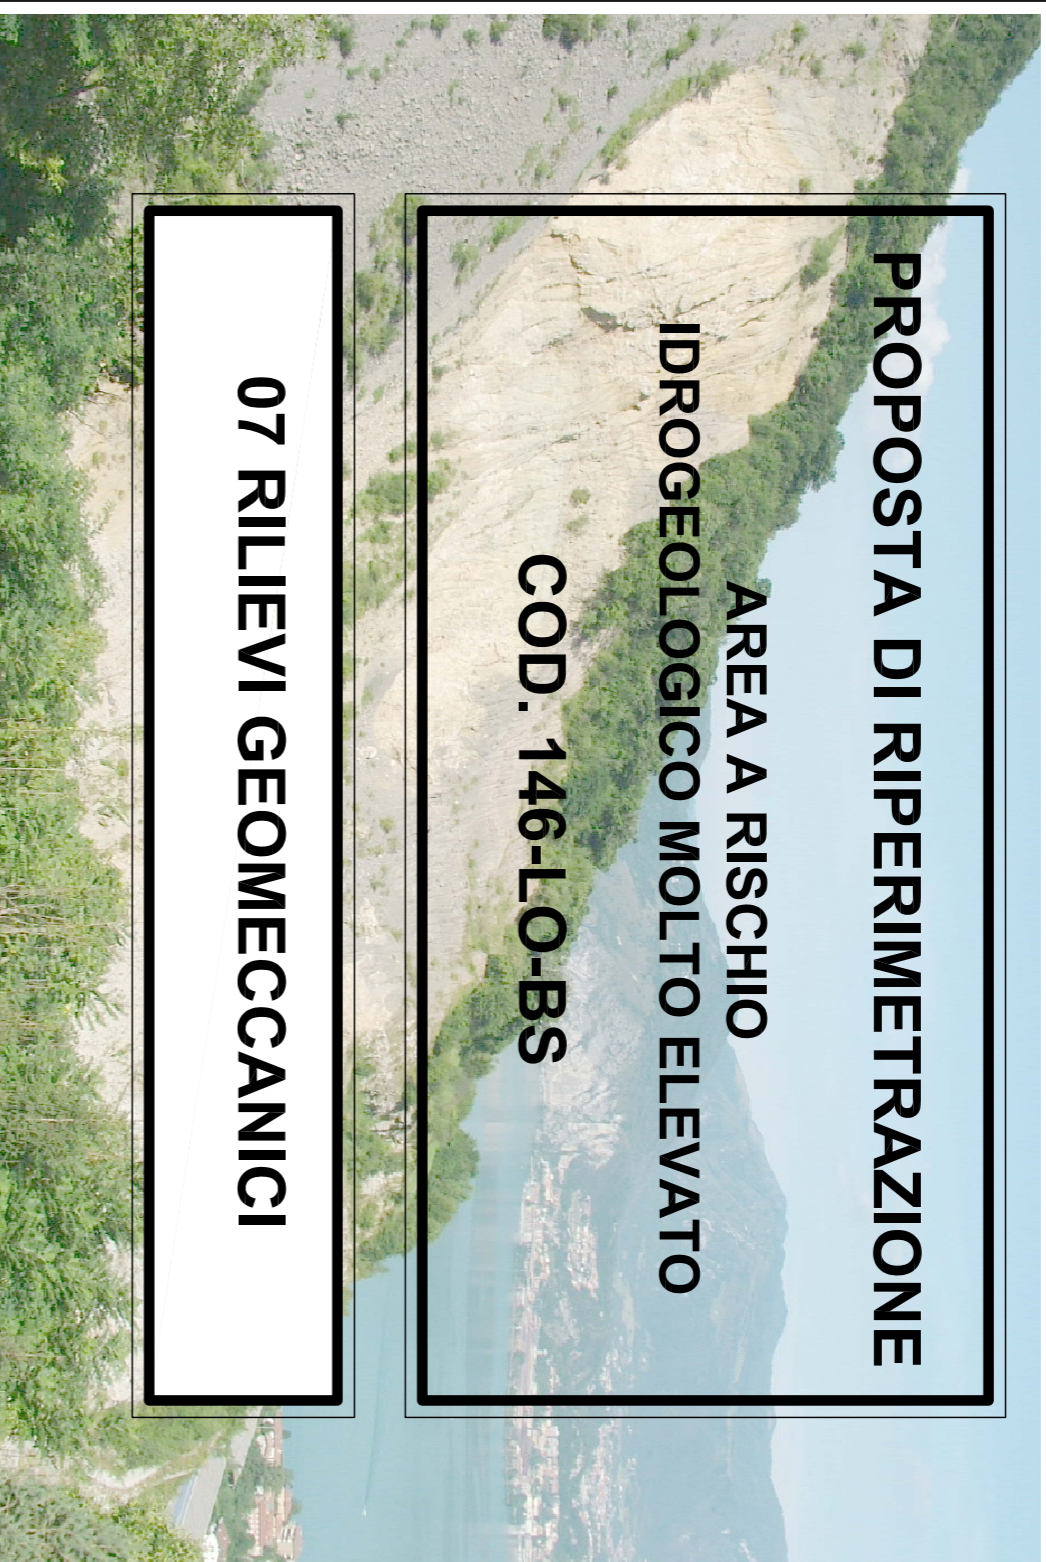 PROPOSTA DI RIPERIMETRAZIONE
AREA A RISCHIO
IDROGEOLOGICO MOLTO ELEVATO
COD. 146-LO-BS
07 RILIEVI GEOMECCANICI